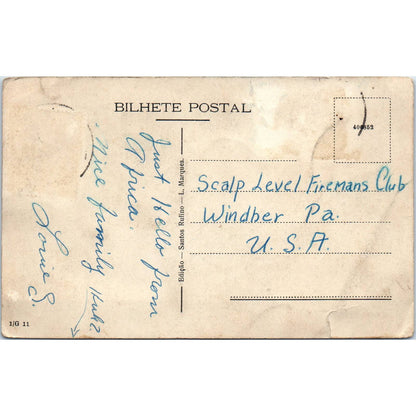 BILHETE POSTAL
406852
Just Hello from
Africa.
Nice family Huh?
Louie S.
Edição — Santos Rufino — L. Marques.
Scalp Level Firemans Club
Windber Pa.
U.S.A.
1/G 11